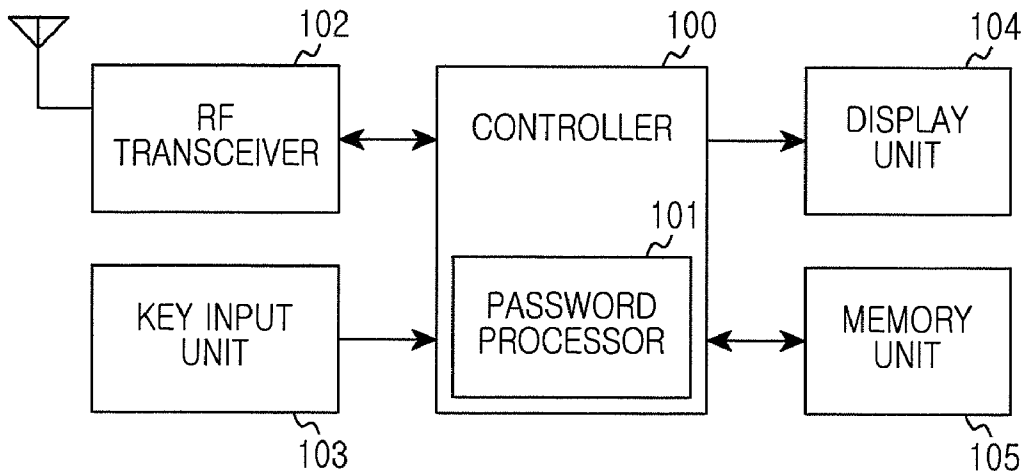 102
RF
TRANSCEIVER
100
CONTROLLER
104
DISPLAY
UNIT
103
KEY INPUT
UNIT
101
PASSWORD
PROCESSOR
105
MEMORY
UNIT